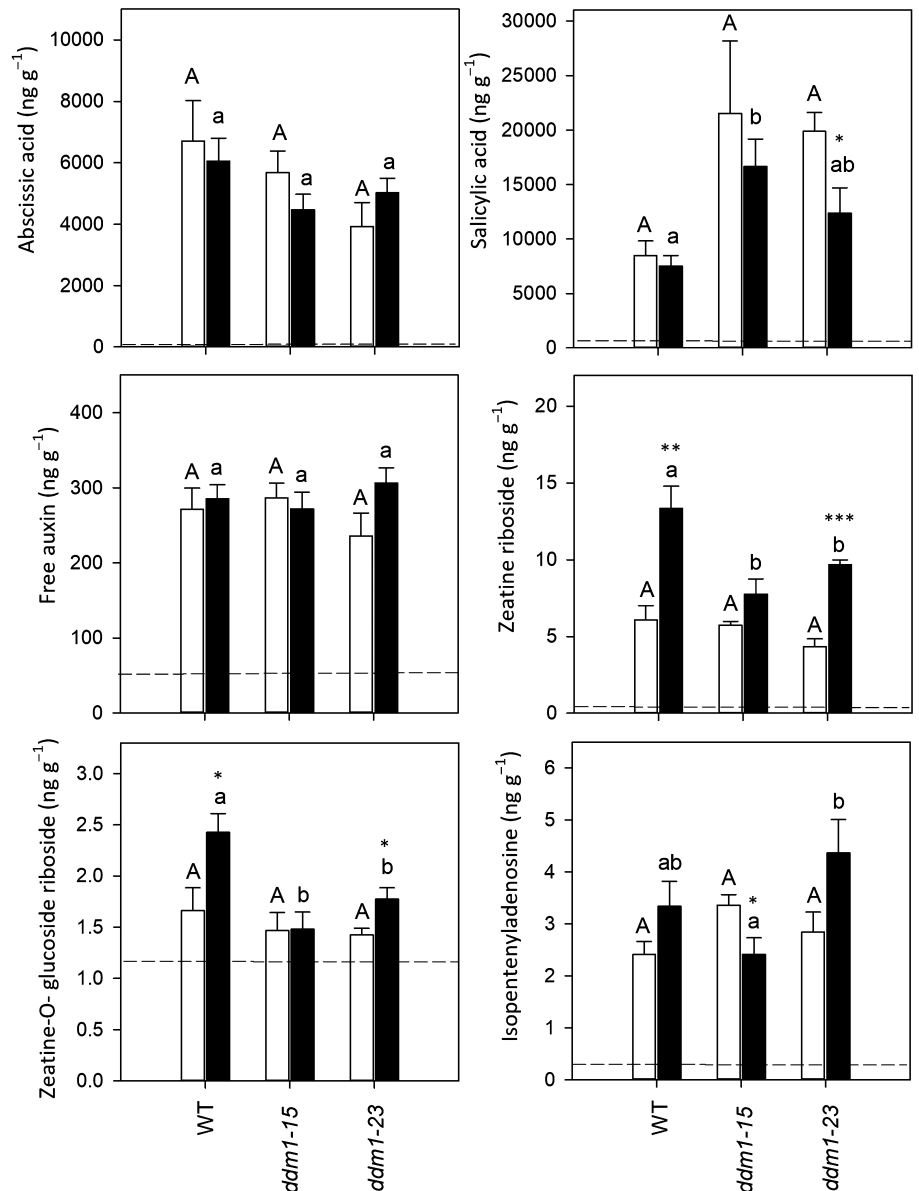 Abscissic acid (ng g⁻¹)
10000
8000
6000
4000
2000
0
A
a
A
a
A
a
Salicylic acid (ng g⁻¹)
30000
25000
20000
15000
10000
5000
0
A
a
A
b
A
*
ab
Free auxin (ng g⁻¹)
400
300
200
100
0
A
a
A
a
A
a
Zeatine riboside (ng g⁻¹)
20
15
10
5
0
A
**
a
A
b
A
***
b
Zeatine-O- glucoside riboside (ng g⁻¹)
3.0
2.5
2.0
1.5
1.0
0.5
0.0
A
*
a
A
b
A
*
b
WT
ddm1-15
ddm1-23
Isopentenyladenosine (ng g⁻¹)
6
5
4
3
2
1
0
A
ab
A
*
a
A
b
WT
ddm1-15
ddm1-23